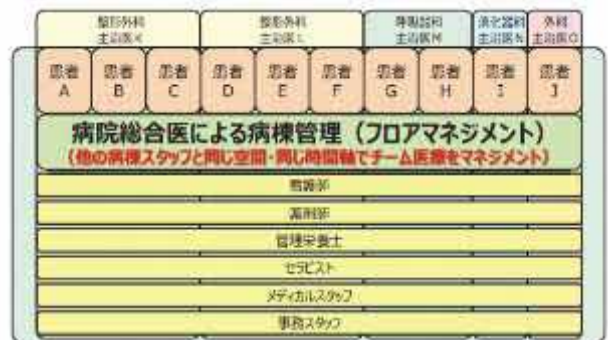 整形外科 整形外科 呼吸器科 消化器科 外科
主治医K 主治医L 主治医M 主治医N 主治医O
患者 患者 患者 患者 患者 患者 患者 患者 患者 患者
A B C D E F G H I J
病院総合医による病棟管理（フロアマネジメント）
（他の病棟スタッフと同じ空間・同じ時間軸でチーム医療をマネジメント）
看護師
薬剤師
管理栄養士
セラピスト
メディカルスタッフ
事務スタッフ